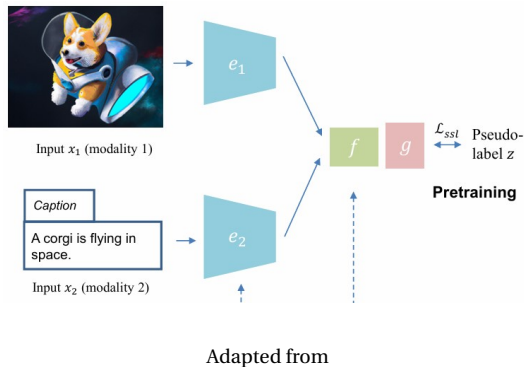 e₁
Input x₁ (modality 1)
f
g
ℒₛₛₗ
Pseudo-
label z
Pretraining
Caption
A corgi is flying in
space.
e₂
Input x₂ (modality 2)
Adapted from